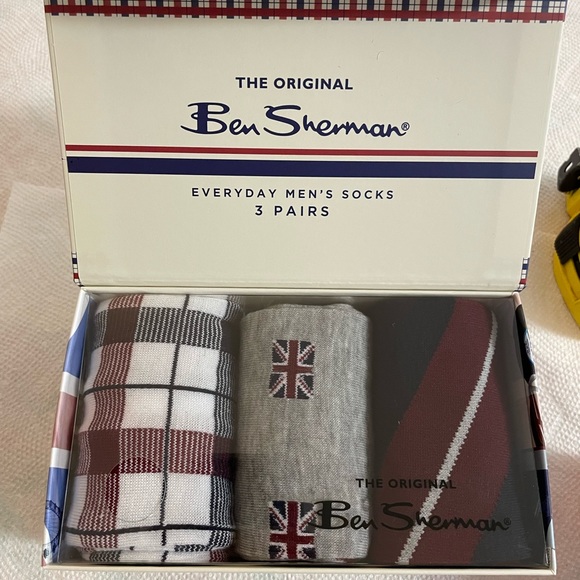 THE ORIGINAL
Ben Sherman®
EVERYDAY MEN'S SOCKS
3 PAIRS
THE ORIGINAL
Ben Sherman®